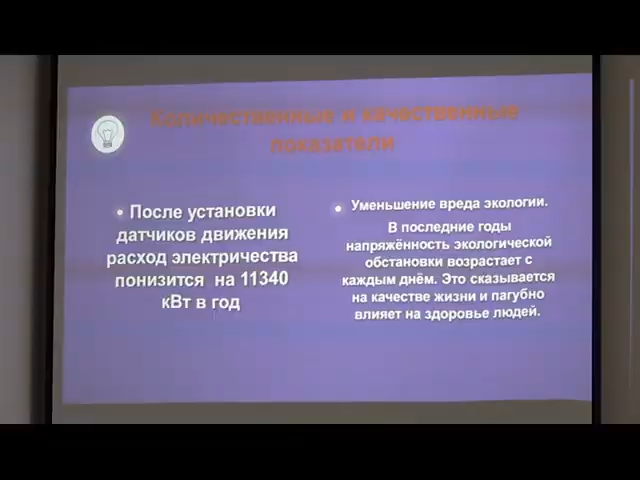 Количественные и качественные
показатели
• После установки
датчиков движения
расход электричества
понизится на 11340
кВт в год
• Уменьшение вреда экологии.
В последние годы
напряжённость экологической
обстановки возрастает с
каждым днём. Это сказывается
на качестве жизни и пагубно
влияет на здоровье людей.